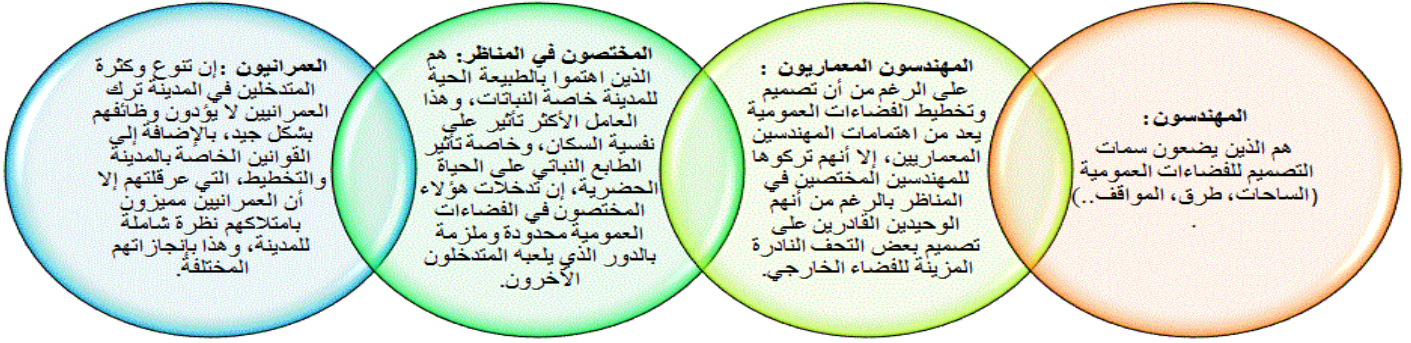 المهندسون:
هم الذين يضعون سمات
التصميم للفضاءات العمومية
(الساحات، طرق، المواقف..)
.
المهندسون المعماريون :
على الرغم من أن تصميم
وتخطيط الفضاءات العمومية
يعد من اهتمامات المهندسين
المعماريين، إلا أنهم تركوها
للمهندسين المختصين في
المناظر بالرغم من أنهم
الوحيدين القادرين على
تصميم بعض التحف النادرة
المزينة للفضاء الخارجي.
المختصون في المناظر: هم
الذين اهتموا بالطبيعة الحية
للمدينة خاصة النباتات، وهذا
العامل الأكثر تأثير على
نفسية السكان، وخاصة تأثير
الطابع النباتي على الحياة
الحضرية، إن تدخلات هؤلاء
المختصون في الفضاءات
العمومية محدودة وملزمة
بالدور الذي يلعبه المتدخلون
الآخرون.
العمرانيون :إن تنوع وكثرة
المتدخلين في المدينة ترك
العمرانيين لا يؤدون وظائفهم
بشكل جيد، بالإضافة إلى
القوانين الخاصة بالمدينة
والتخطيط، التي عرقلتهم إلا
أن العمرانيين مميزون
بامتلاكهم نظرة شاملة
للمدينة، وهذا بإنجازاتهم
المختلفة.